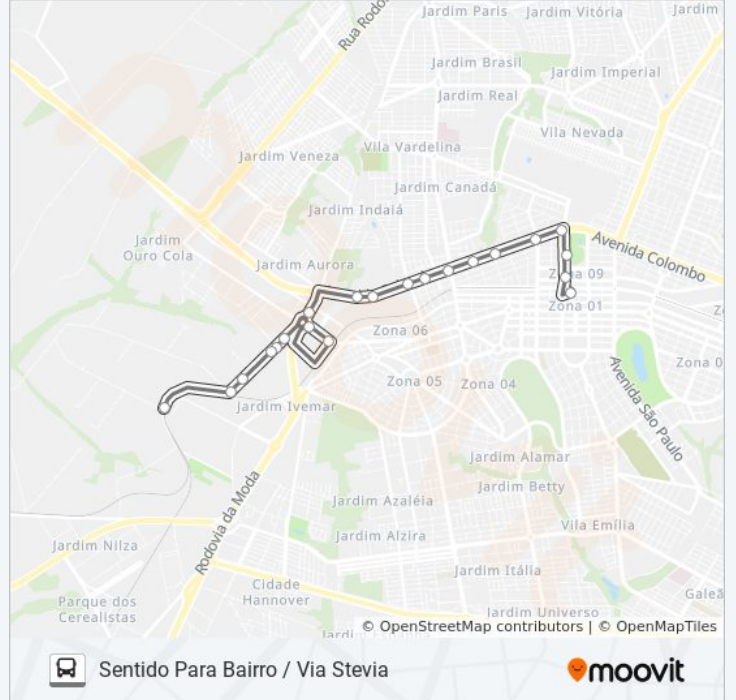 Jardim Paris
Jardim Vitória
Jardim
Rua Rodo
Jardim Brasil
Jardim Imperial
Jardim Real
Vila Nevada
Vila Vardelina
Jardim Veneza
Jardim Canadá
Jardim Indaiá
Jardim
Ouro Cola
Avenida Colombo
Jardim Aurora
Zona 09
Zona 01
Zona 06
Zona 05
Zona 04
Zona 0
Avenida São Paulo
Jardim Ivemar
Jardim Alamar
Jardim Betty
Rodovia da Moda
Jardim Azaléia
Vila Emília
Jardim Alzira
Jardim Nilza
Jardim Itália
Cidade
Hannover
Parque dos
Cerealistas
Galeã
Jardim Universo
© OpenStreetMap contributors | © OpenMapTiles
Sentido Para Bairro / Via Stevia
moovit